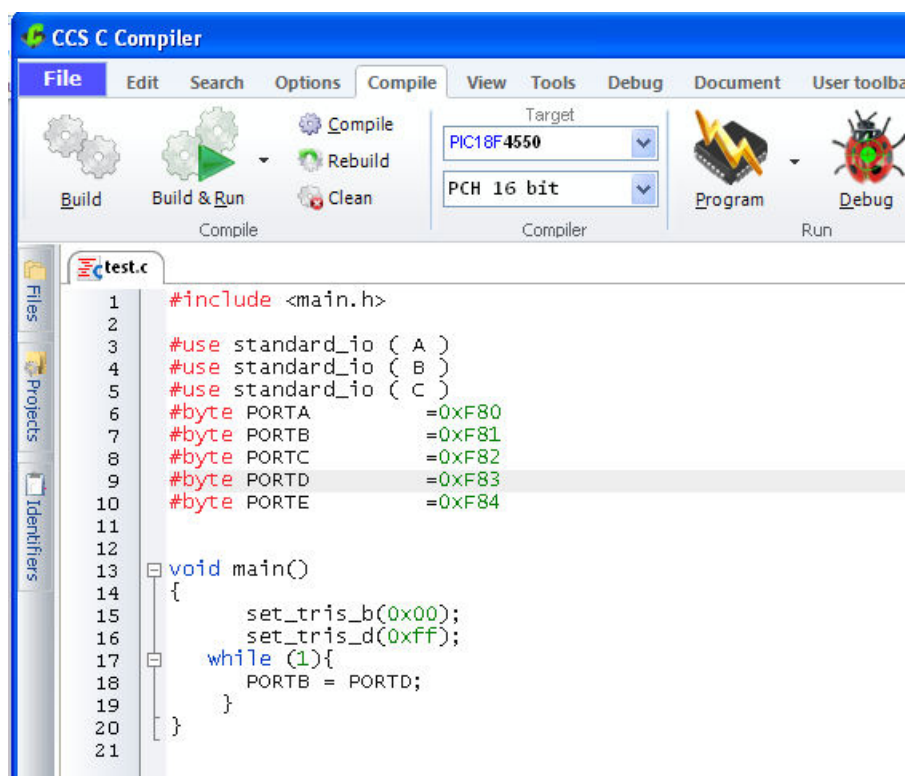 CCS C Compiler
File Edit Search Options Compile View Tools Debug Document User toolba
Build
Build & Run
Compile
Rebuild
Clean
Compile
Target
PIC18F4550
PCH 16 bit
Compiler
Program
Debug
Run
Files
Projects
Identifiers
test.c
1 #include <main.h>
2
3 #use standard_io ( A )
4 #use standard_io ( B )
5 #use standard_io ( C )
6 #byte PORTA =0xF80
7 #byte PORTB =0xF81
8 #byte PORTC =0xF82
9 #byte PORTD =0xF83
10 #byte PORTE =0xF84
11
12
13 void main()
14 {
15 set_tris_b(0x00);
16 set_tris_d(0xff);
17 while (1){
18 PORTB = PORTD;
19 }
20 }
21